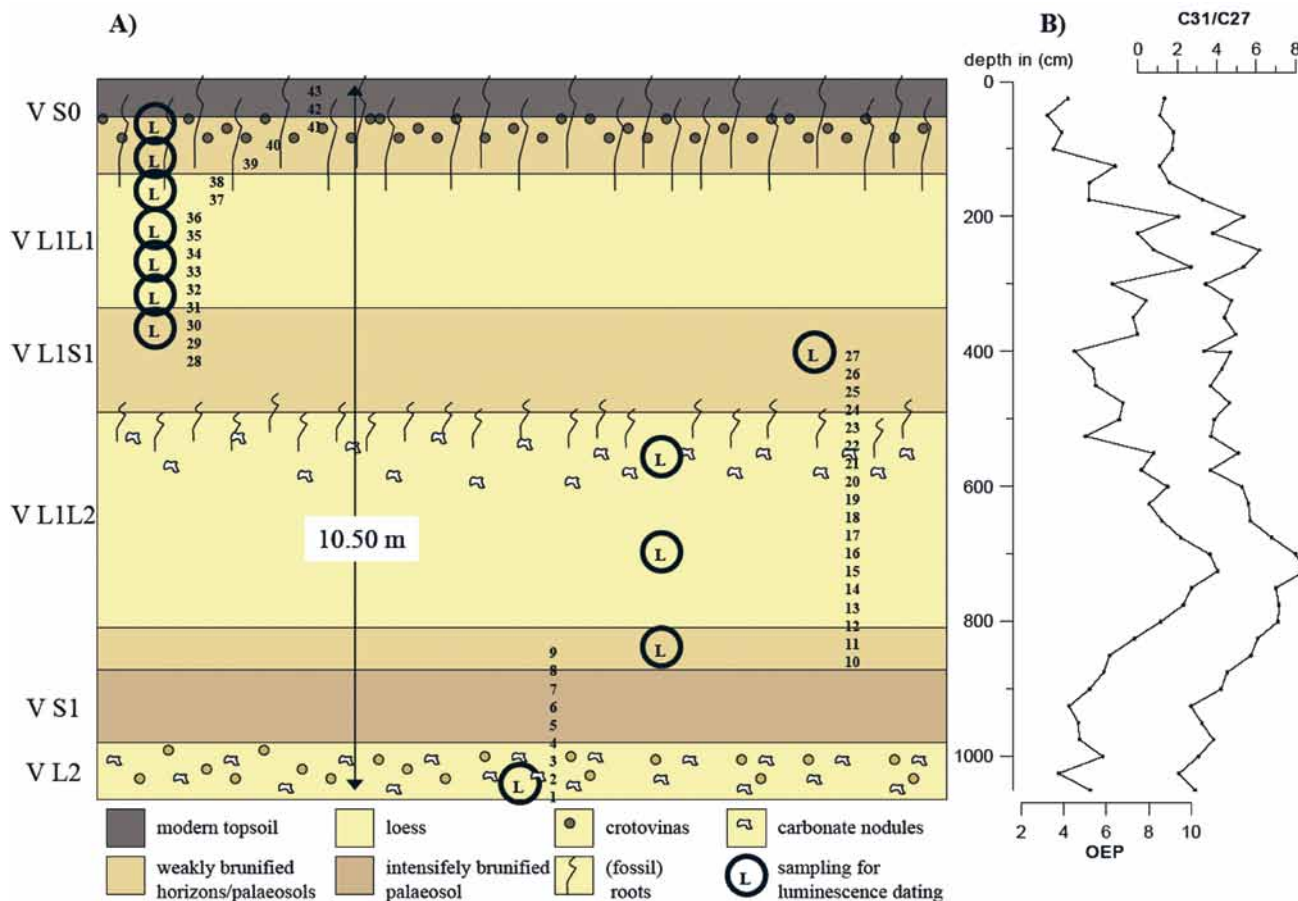 A)
V S0
V L1L1
V L1S1
V L1L2
V S1
V L2
43
42
41
40
39
38
37
36
35
34
33
32
31
30
29
28
27
26
25
24
23
22
21
20
19
18
17
16
15
14
13
12
11
10
9
8
7
6
5
4
3
2
1
L
L
L
L
L
L
L
L
L
L
L
L
10.50 m
modern topsoil
loess
crotovinas
carbonate nodules
weakly brunified
horizons/palaeosols
intensifely brunified
palaeosol
(fossil)
roots
L
sampling for
luminescence dating
B)
C31/C27
depth in (cm)
0 2 4 6 8
0
200
400
600
800
1000
2 4 6 8 10
OEP